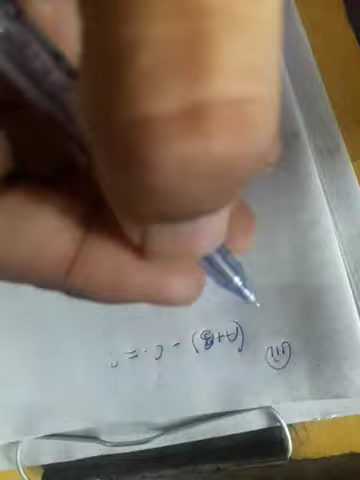 (iii) (A+B) - C = ?